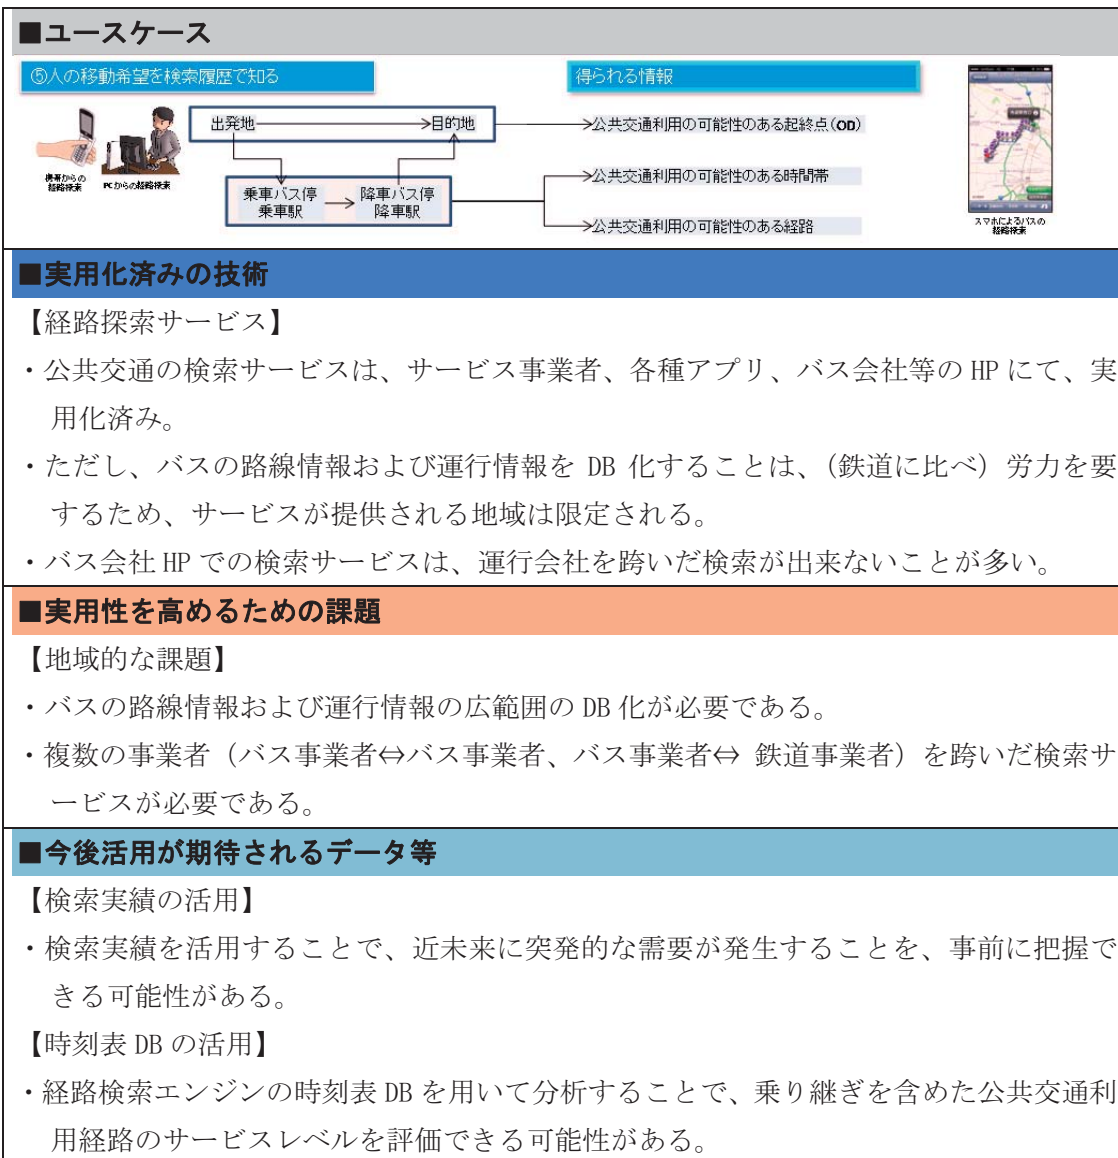 ■ユースケース
⑤人の移動希望を検索履歴で知る
得られる情報
出発地
目的地
公共交通利用の可能性のある起終点(OD)
携帯からの
経路検索
PCからの経路検索
乗車バス停
乗車駅
降車バス停
降車駅
公共交通利用の可能性のある時間帯
公共交通利用の可能性のある経路
スマホによるバスの
経路検索
■実用化済みの技術
【経路探索サービス】
・公共交通の検索サービスは、サービス事業者、各種アプリ、バス会社等の HP にて、実
用化済み。
・ただし、バスの路線情報および運行情報を DB 化することは、(鉄道に比べ) 労力を要
するため、サービスが提供される地域は限定される。
・バス会社 HP での検索サービスは、運行会社を跨いだ検索が出来ないことが多い。
■実用性を高めるための課題
【地域的な課題】
・バスの路線情報および運行情報の広範囲の DB 化が必要である。
・複数の事業者(バス事業者⇔バス事業者、バス事業者⇔ 鉄道事業者)を跨いだ検索サ
ービスが必要である。
■今後活用が期待されるデータ等
【検索実績の活用】
・検索実績を活用することで、近未来に突発的な需要が発生することを、事前に把握で
きる可能性がある。
【時刻表 DB の活用】
・経路検索エンジンの時刻表 DB を用いて分析することで、乗り継ぎを含めた公共交通利
用経路のサービスレベルを評価できる可能性がある。